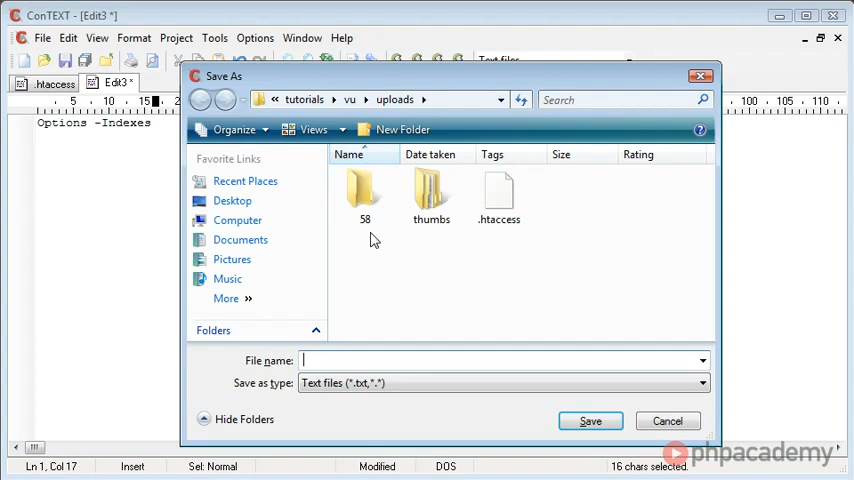 ConTEXT - [Edit3 *]
File Edit View Format Project Tools Options Window Help
Text files
.htaccess Edit3 *
5 10 15 2 100 105 110
Options -Indexes
Save As
tutorials vu uploads
Search
Organize Views New Folder
Favorite Links
Recent Places
Desktop
Computer
Documents
Pictures
Music
More »
Folders
Name Date taken Tags Size Rating
58 thumbs .htaccess
File name:
Save as type: Text files (*.txt,*.*)
Hide Folders
Save Cancel
phpacademy
Ln 1, Col 17 Insert Sel: Normal Modified DOS 16 chars selected.